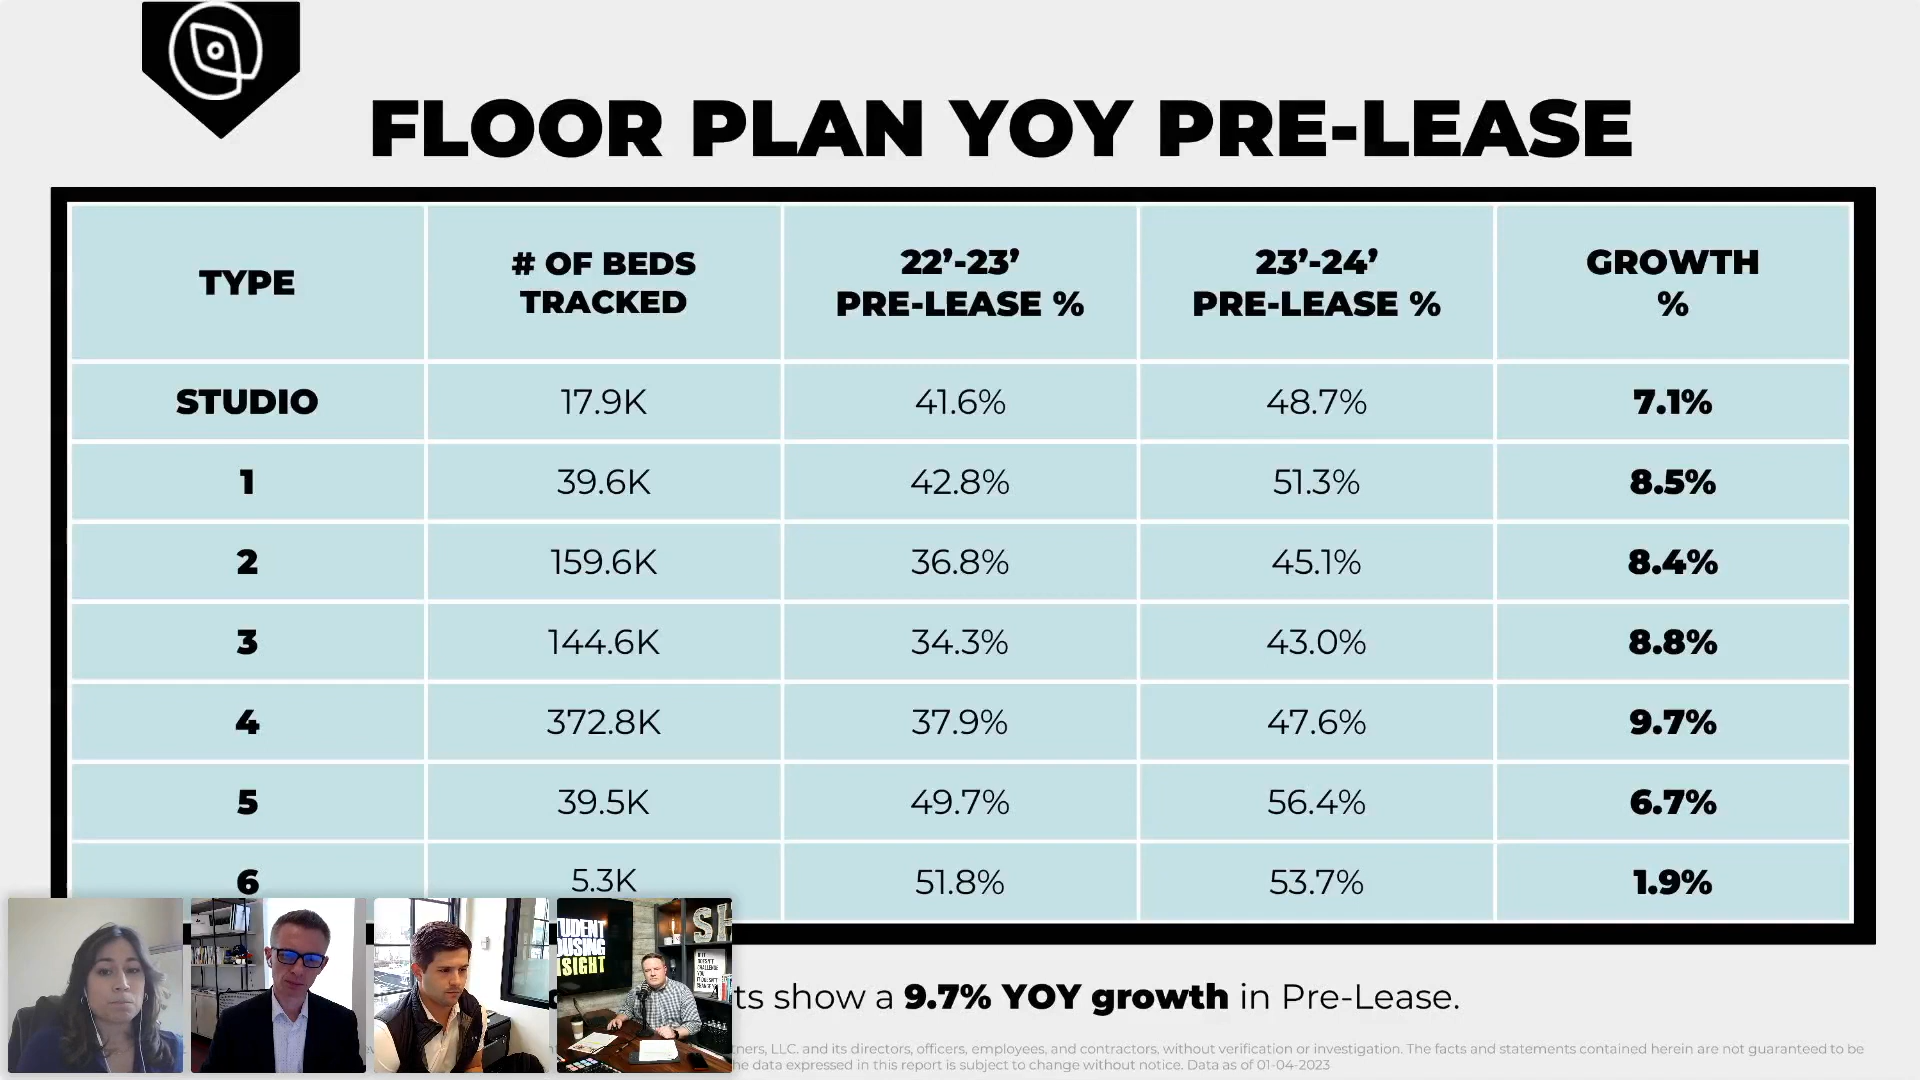 FLOOR PLAN YOY PRE-LEASE
TYPE
# OF BEDS
TRACKED
22’-23’
PRE-LEASE %
23’-24’
PRE-LEASE %
GROWTH
%
STUDIO 17.9K 41.6% 48.7% 7.1%
1 39.6K 42.8% 51.3% 8.5%
2 159.6K 36.8% 45.1% 8.4%
3 144.6K 34.3% 43.0% 8.8%
4 372.8K 37.9% 47.6% 9.7%
5 39.5K 49.7% 56.4% 6.7%
6 5.3K 51.8% 53.7% 1.9%
TUDENT
OUSING
NSIGHT
SH
ts show a 9.7% YOY growth in Pre-Lease.
tners, LLC. and its directors, officers, employees, and contractors, without verification or investigation. The facts and statements contained herein are not guaranteed to be
he data expressed in this report is subject to change without notice. Data as of 01-04-2023